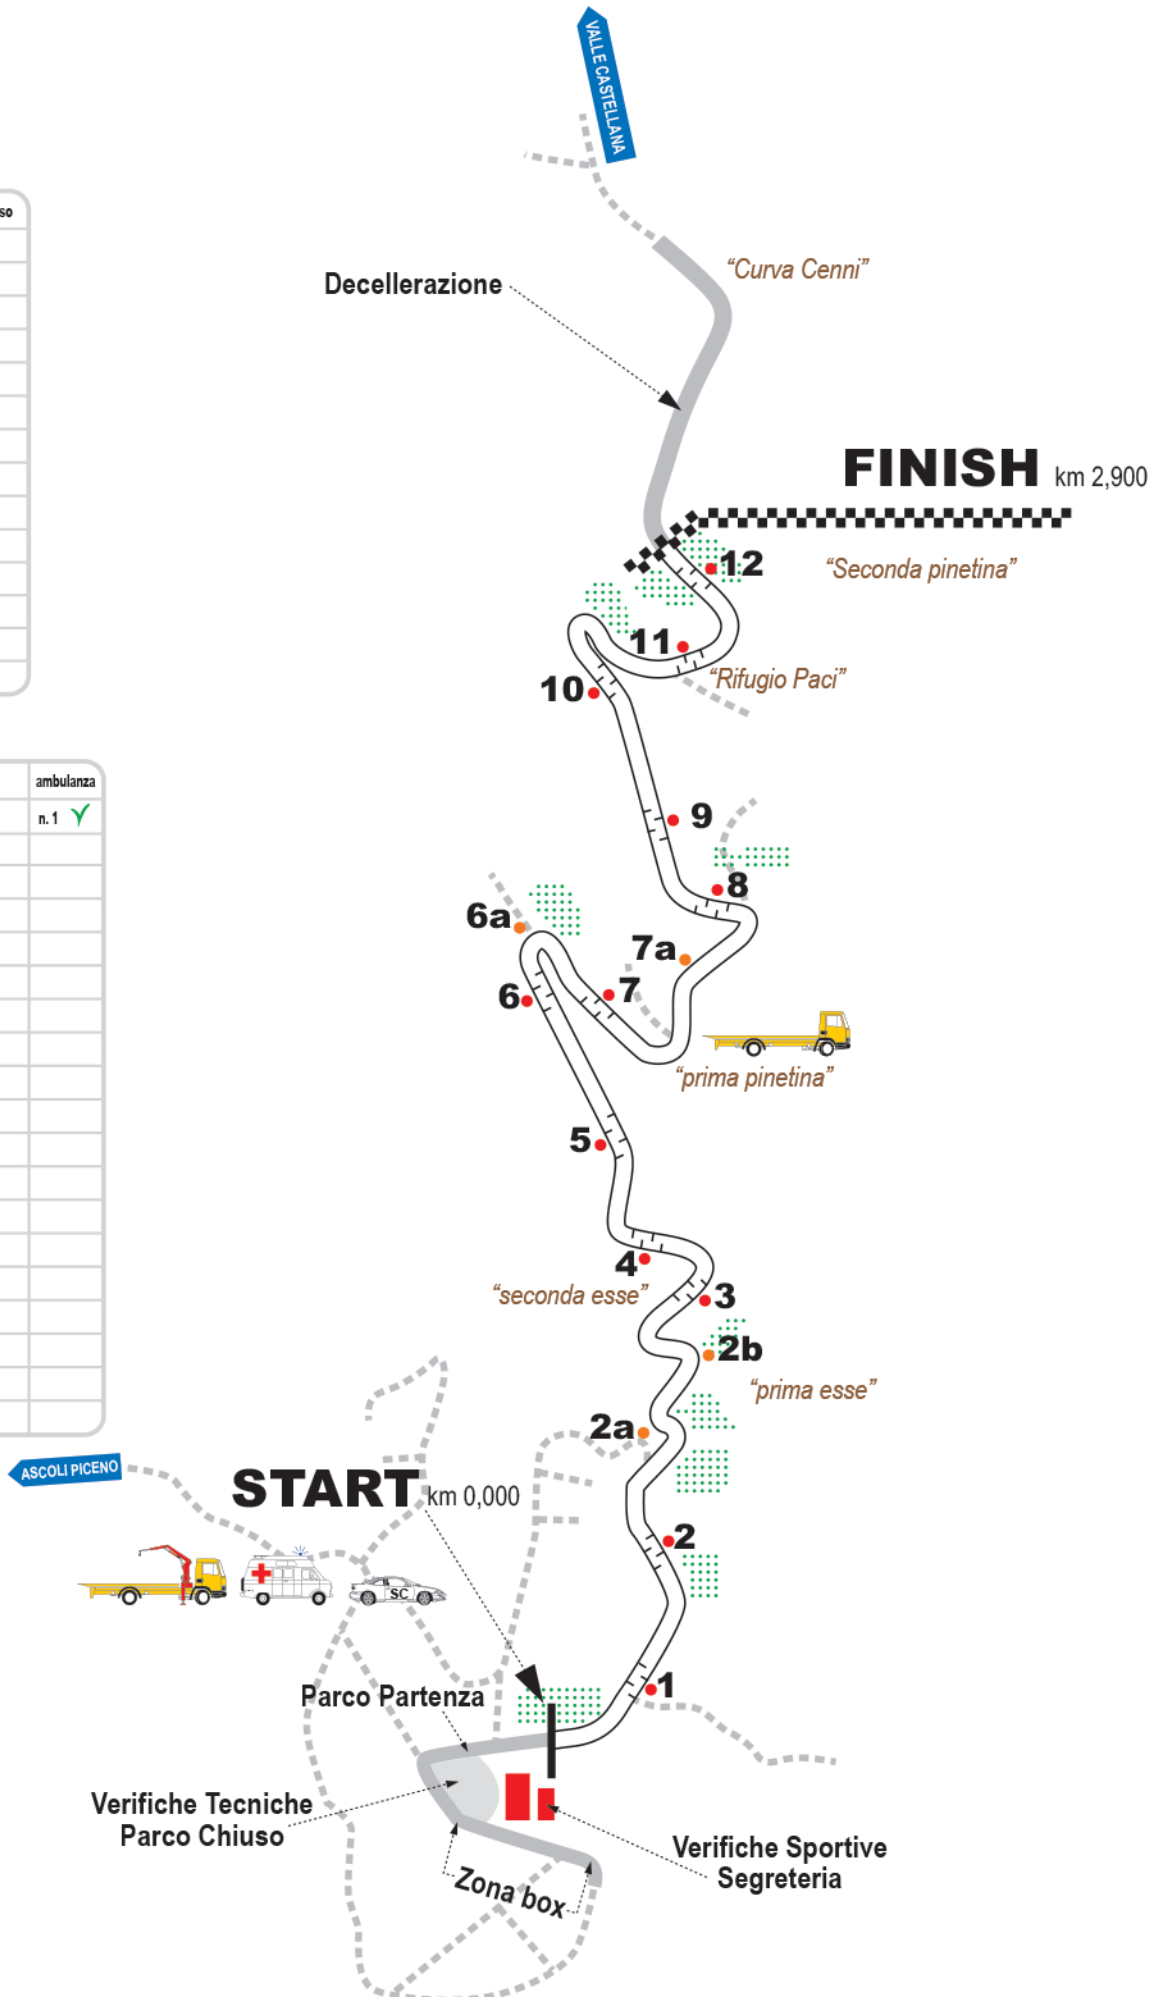 VALLE CASTELLANA
so
“Curva Cenni”
Decellerazione
FINISH km 2,900
12
“Seconda pinetina”
11
“Rifugio Paci”
10
ambulanza
n. 1
9
8
6a
7a
7
6
“prima pinetina”
5
4
“seconda esse”
3
2b
“prima esse”
2a
ASCOLI PICENO
START km 0,000
2
SC
1
Parco Partenza
Verifiche Tecniche
Parco Chiuso
Verifiche Sportive
Segreteria
Zona box